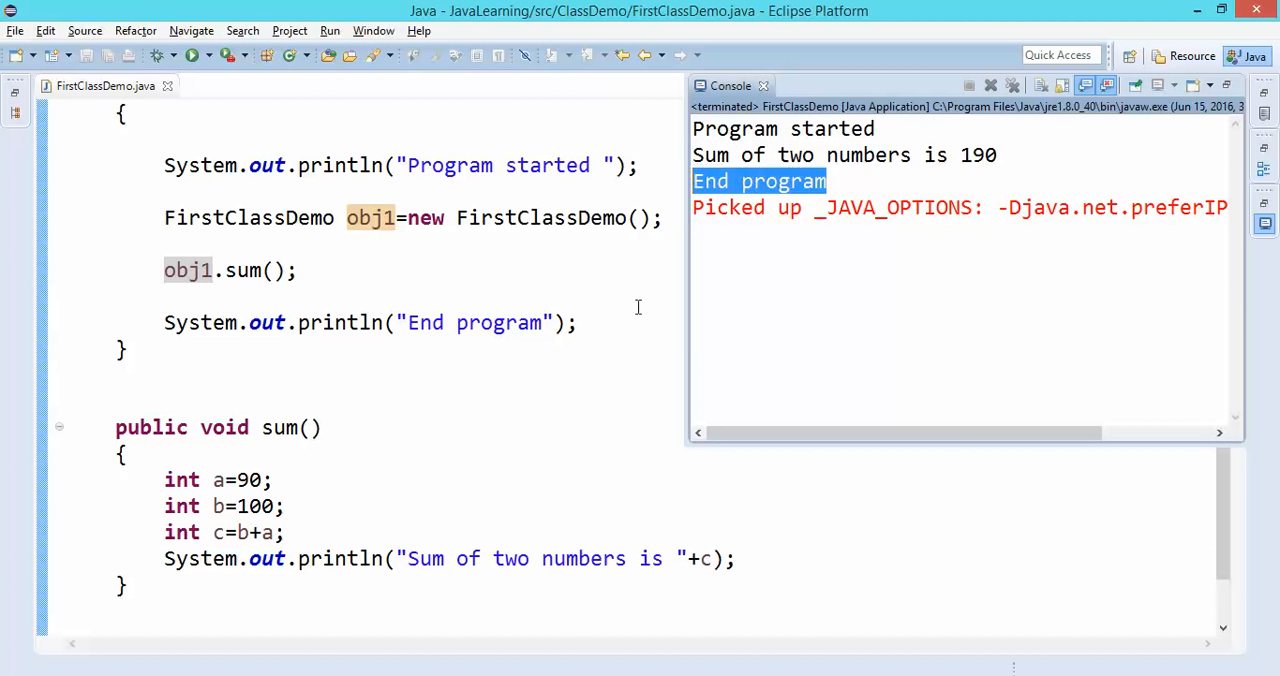 Java - JavaLearning/src/ClassDemo/FirstClassDemo.java - Eclipse Platform
File Edit Source Refactor Navigate Search Project Run Window Help
Quick Access Resource Java
FirstClassDemo.java
{
System.out.println("Program started ");
FirstClassDemo obj1=new FirstClassDemo();
obj1.sum();
System.out.println("End program");
}
public void sum()
{
int a=90;
int b=100;
int c=b+a;
System.out.println("Sum of two numbers is "+c);
}
Console
<terminated> FirstClassDemo [Java Application] C:\Program Files\Java\jre1.8.0_40\bin\javaw.exe (Jun 15, 2016, 3
Program started
Sum of two numbers is 190
End program
Picked up _JAVA_OPTIONS: -Djava.net.preferIP